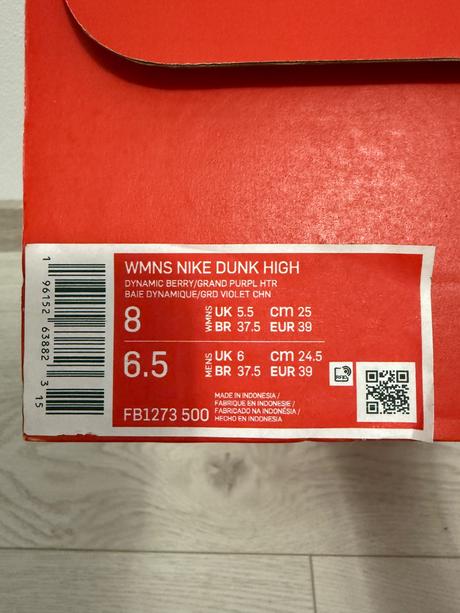 WMNS NIKE DUNK HIGH
DYNAMIC BERRY/GRAND PURPL HTR
BAIE DYNAMIQUE/GRD VIOLET CHN
8 WMNS UK 5.5 cm 25
BR 37.5 EUR 39
6.5 MENS UK 6 cm 24.5
BR 37.5 EUR 39
FB1273 500
MADE IN INDONESIA /
FABRIQUE EN INDONESIE /
FABRICADO NA INDONÉSIA /
HECHO EN INDONESIA
1 96152 63882 3 15